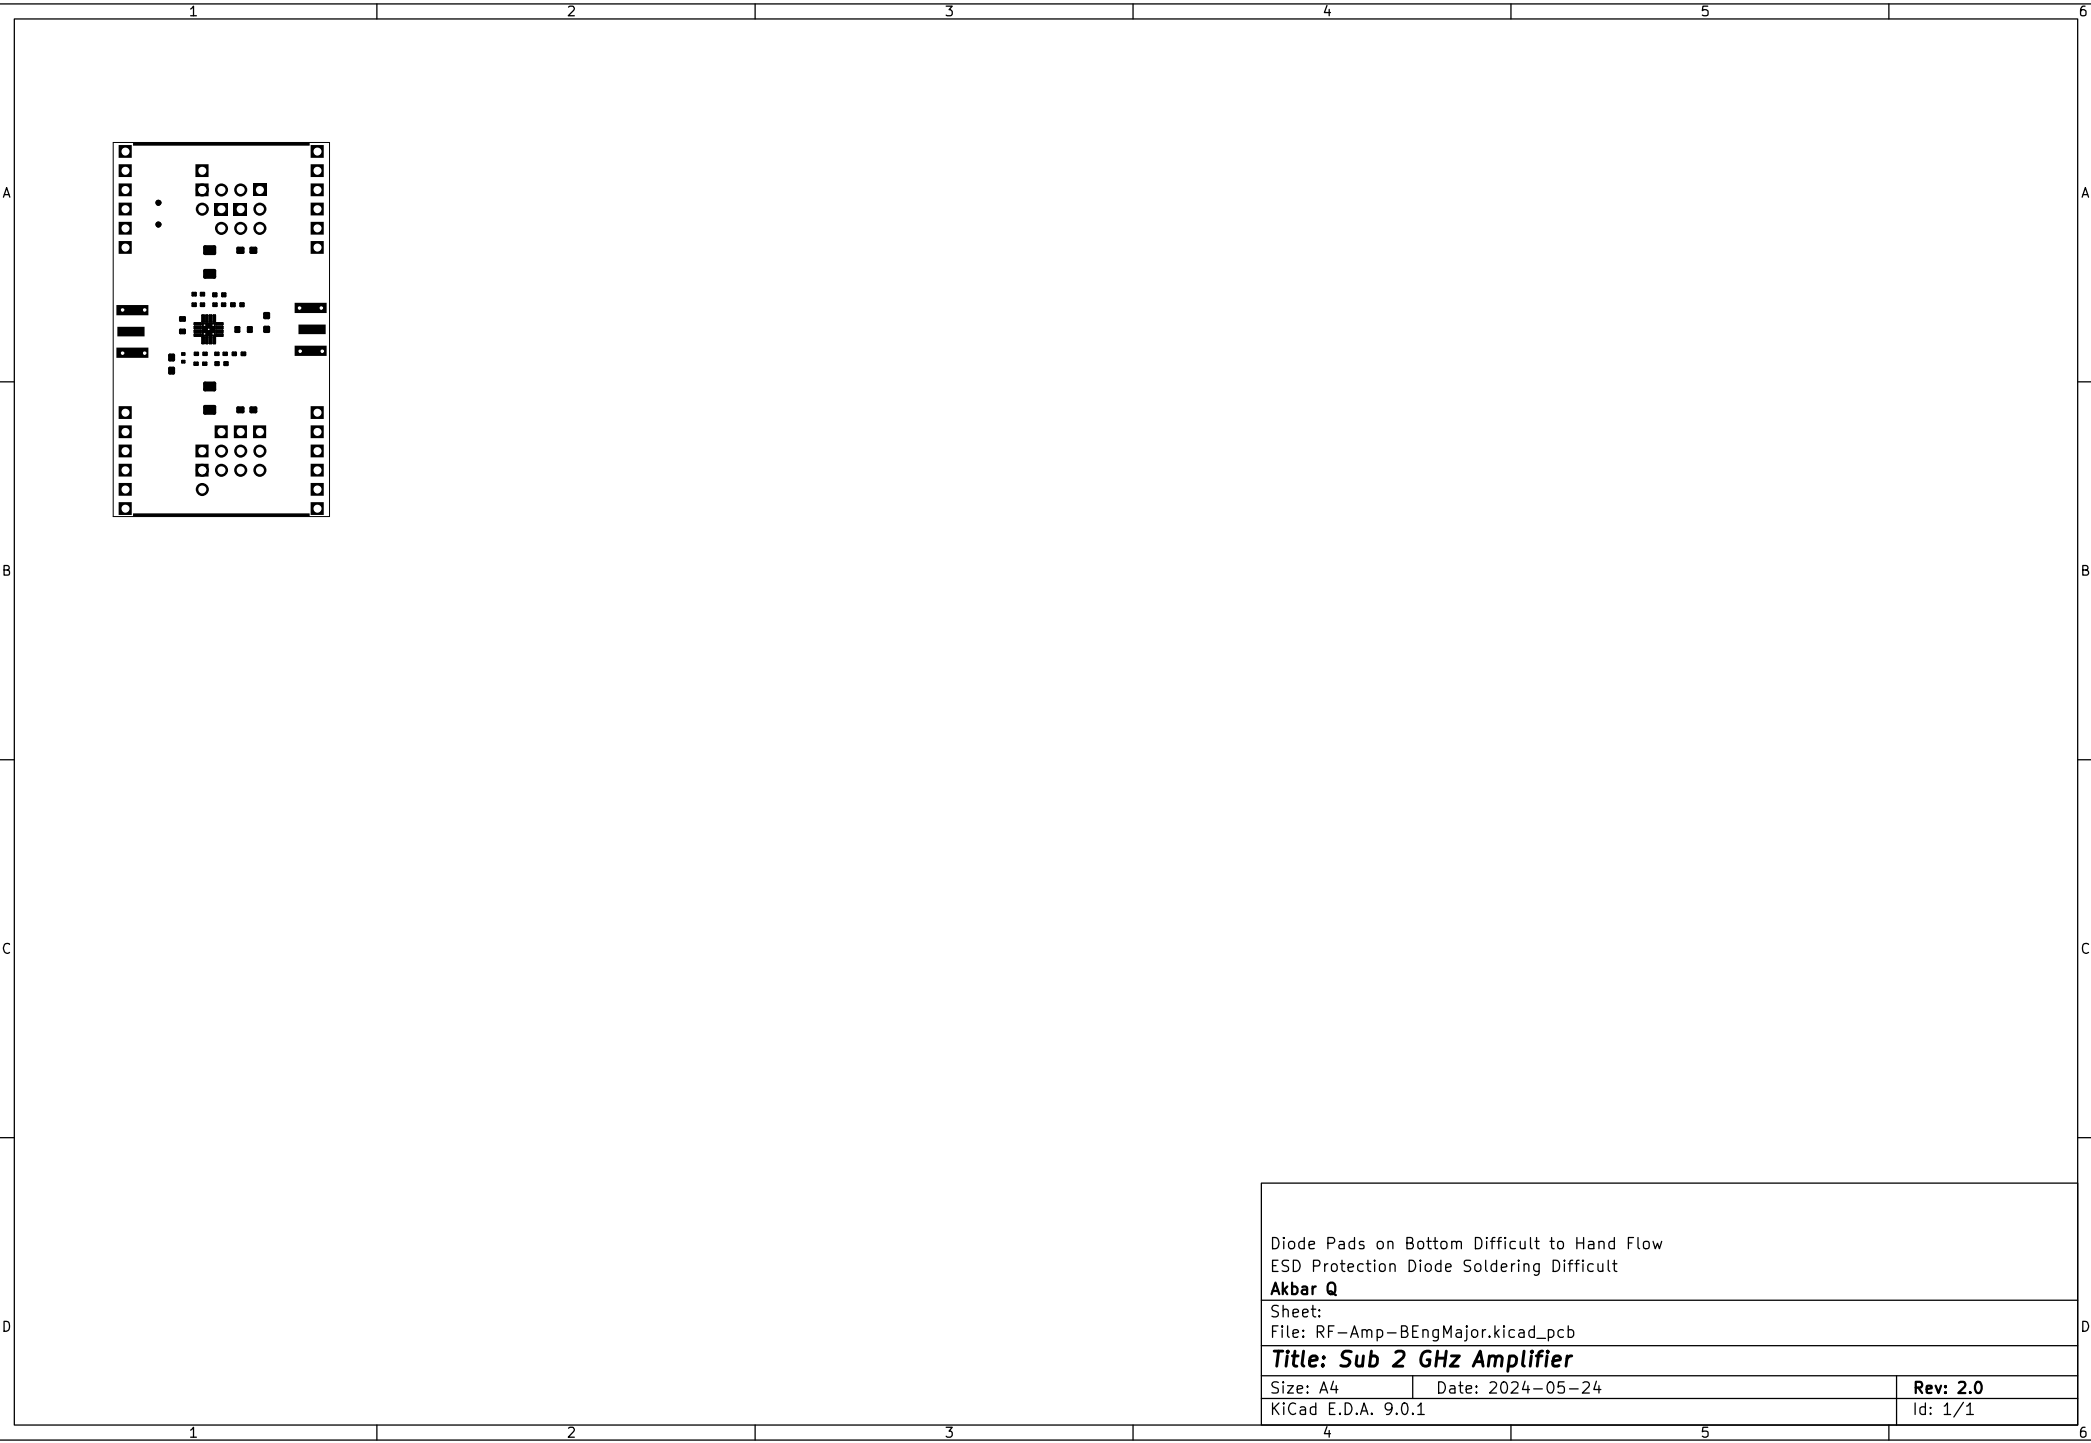 1 2 3 4 5 6
A A
B B
C C
Diode Pads on Bottom Difficult to Hand Flow
ESD Protection Diode Soldering Difficult
Akbar Q
Sheet:
D D
File: RF-Amp-BEngMajor.kicad_pcb
Title: Sub 2 GHz Amplifier
Size: A4 Date: 2024-05-24 Rev: 2.0
KiCad E.D.A. 9.0.1 Id: 1/1
1 2 3 4 5 6